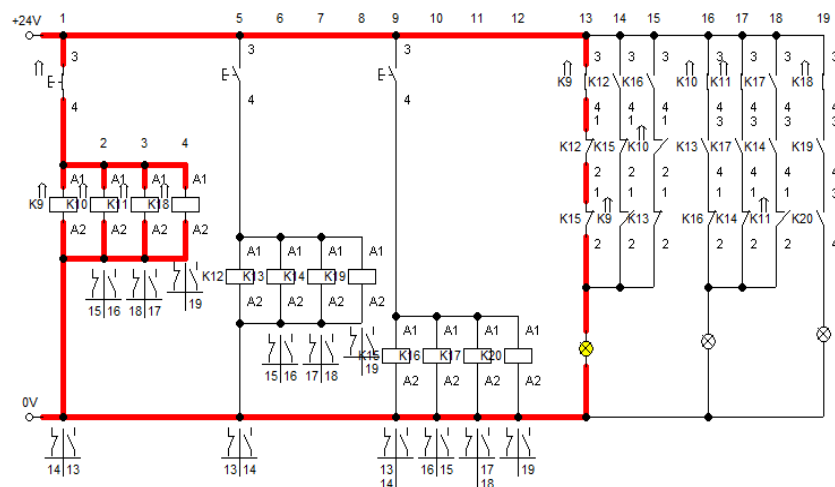 1 5 6 7 8 9 10 11 12 13 14 15 16 17 18 19
+24V
3 3 3 3 3 3 3 3 3 3
E E E
K9 K12 K16 K10 K11 K17 K18
4 4 4 4 4 4 4 4 4 4
2 3 4
1 1 1 3 3 1 3
K12 K15 K10 K13 K17 K14 K19
A1 A1 A1 A1
2 2 2 4 4 2 4
1 1 1 1 1 1 3
K9 K10 K11 K18
K15 K9 K13 K16 K14 K11 K20
A2 A2 A2 A2
2 2 2 2 2 2 4
A1 A1 A1 A1
K12 K13 K14 K19
A2 A2 A2 A2
19
15 16 18 17
A1 A1 A1 A1
K15 K16 K17 K20
19
15 16 17 18
A2 A2 A2 A2
0V
14 13 13 14 13 16 15 17 19
14 18